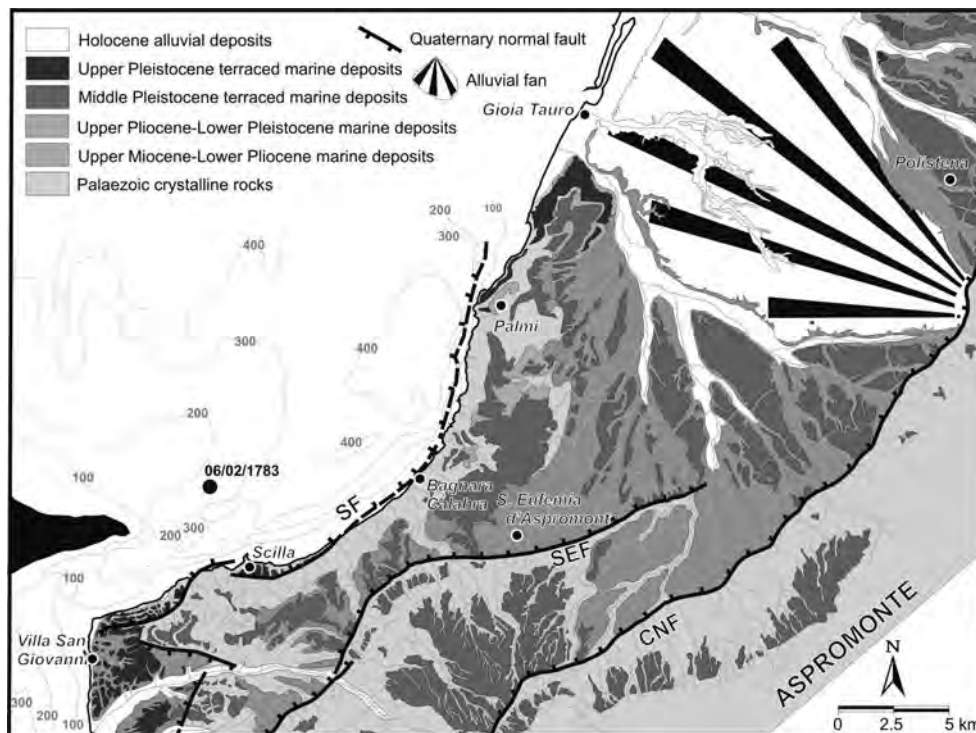 Holocene alluvial deposits
Upper Pleistocene terraced marine deposits
Middle Pleistocene terraced marine deposits
Upper Pliocene-Lower Pleistocene marine deposits
Upper Miocene-Lower Pliocene marine deposits
Palaezoic crystalline rocks
Quaternary normal fault
Alluvial fan
Gioia Tauro
Polistena
200
100
300
400
Palmi
300
400
200
400
100
06/02/1783
SF
Bagnara
Calabra
S. Eufemia
d'Aspromont
200
300
Scilla
SEF
100
CNF
Villa San
Giovanni
ASPROMONTE
N
300
200
100
0 2.5 5 km